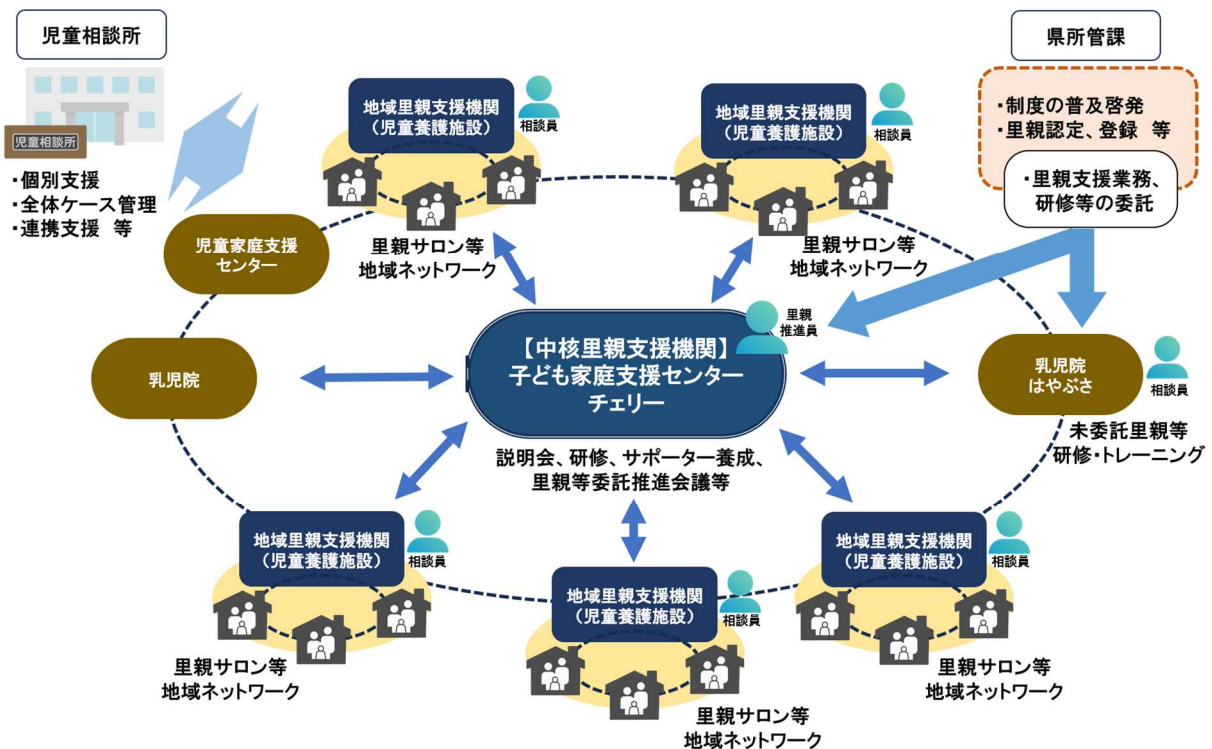 児童相談所
児童相談所
・個別支援
・全体ケース管理
・連携支援 等
県所管課
・制度の普及啓発
・里親認定、登録 等
・里親支援業務、
研修等の委託
地域里親支援機関
（児童養護施設）
相談員
里親サロン等
地域ネットワーク
地域里親支援機関
（児童養護施設）
相談員
里親サロン等
地域ネットワーク
児童家庭支援
センター
乳児院
【中核里親支援機関】
子ども家庭支援センター
チェリー
里親
推進員
説明会、研修、サポーター養成、
里親等委託推進会議等
乳児院
はやぶさ
相談員
未委託里親等
研修・トレーニング
地域里親支援機関
（児童養護施設）
相談員
里親サロン等
地域ネットワーク
地域里親支援機関
（児童養護施設）
相談員
里親サロン等
地域ネットワーク
地域里親支援機関
（児童養護施設）
相談員
里親サロン等
地域ネットワーク